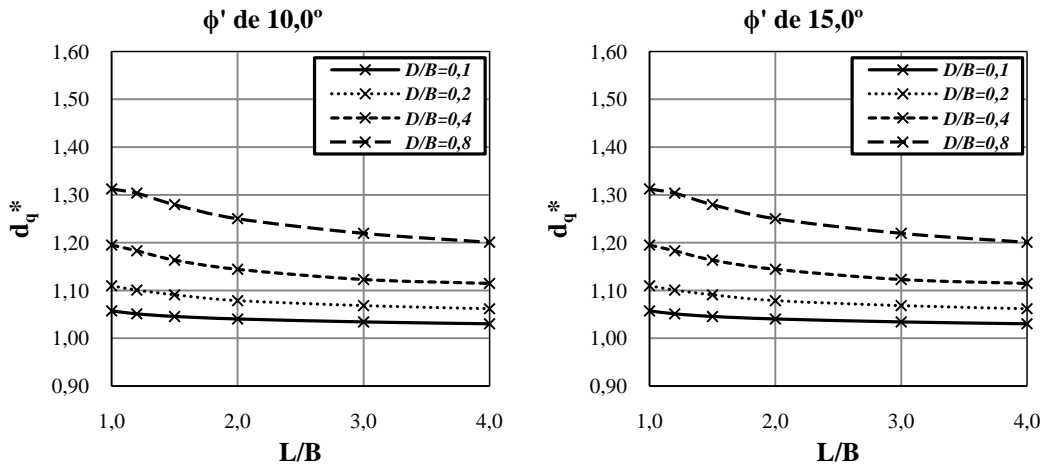 ϕ' de 10,0º
1,60
1,50
1,40
1,30
1,20
1,10
1,00
0,90
d_q*
D/B=0,1
D/B=0,2
D/B=0,4
D/B=0,8
1,0 2,0 3,0 4,0
L/B
ϕ' de 15,0º
1,60
1,50
1,40
1,30
1,20
1,10
1,00
0,90
d_q*
D/B=0,1
D/B=0,2
D/B=0,4
D/B=0,8
1,0 2,0 3,0 4,0
L/B